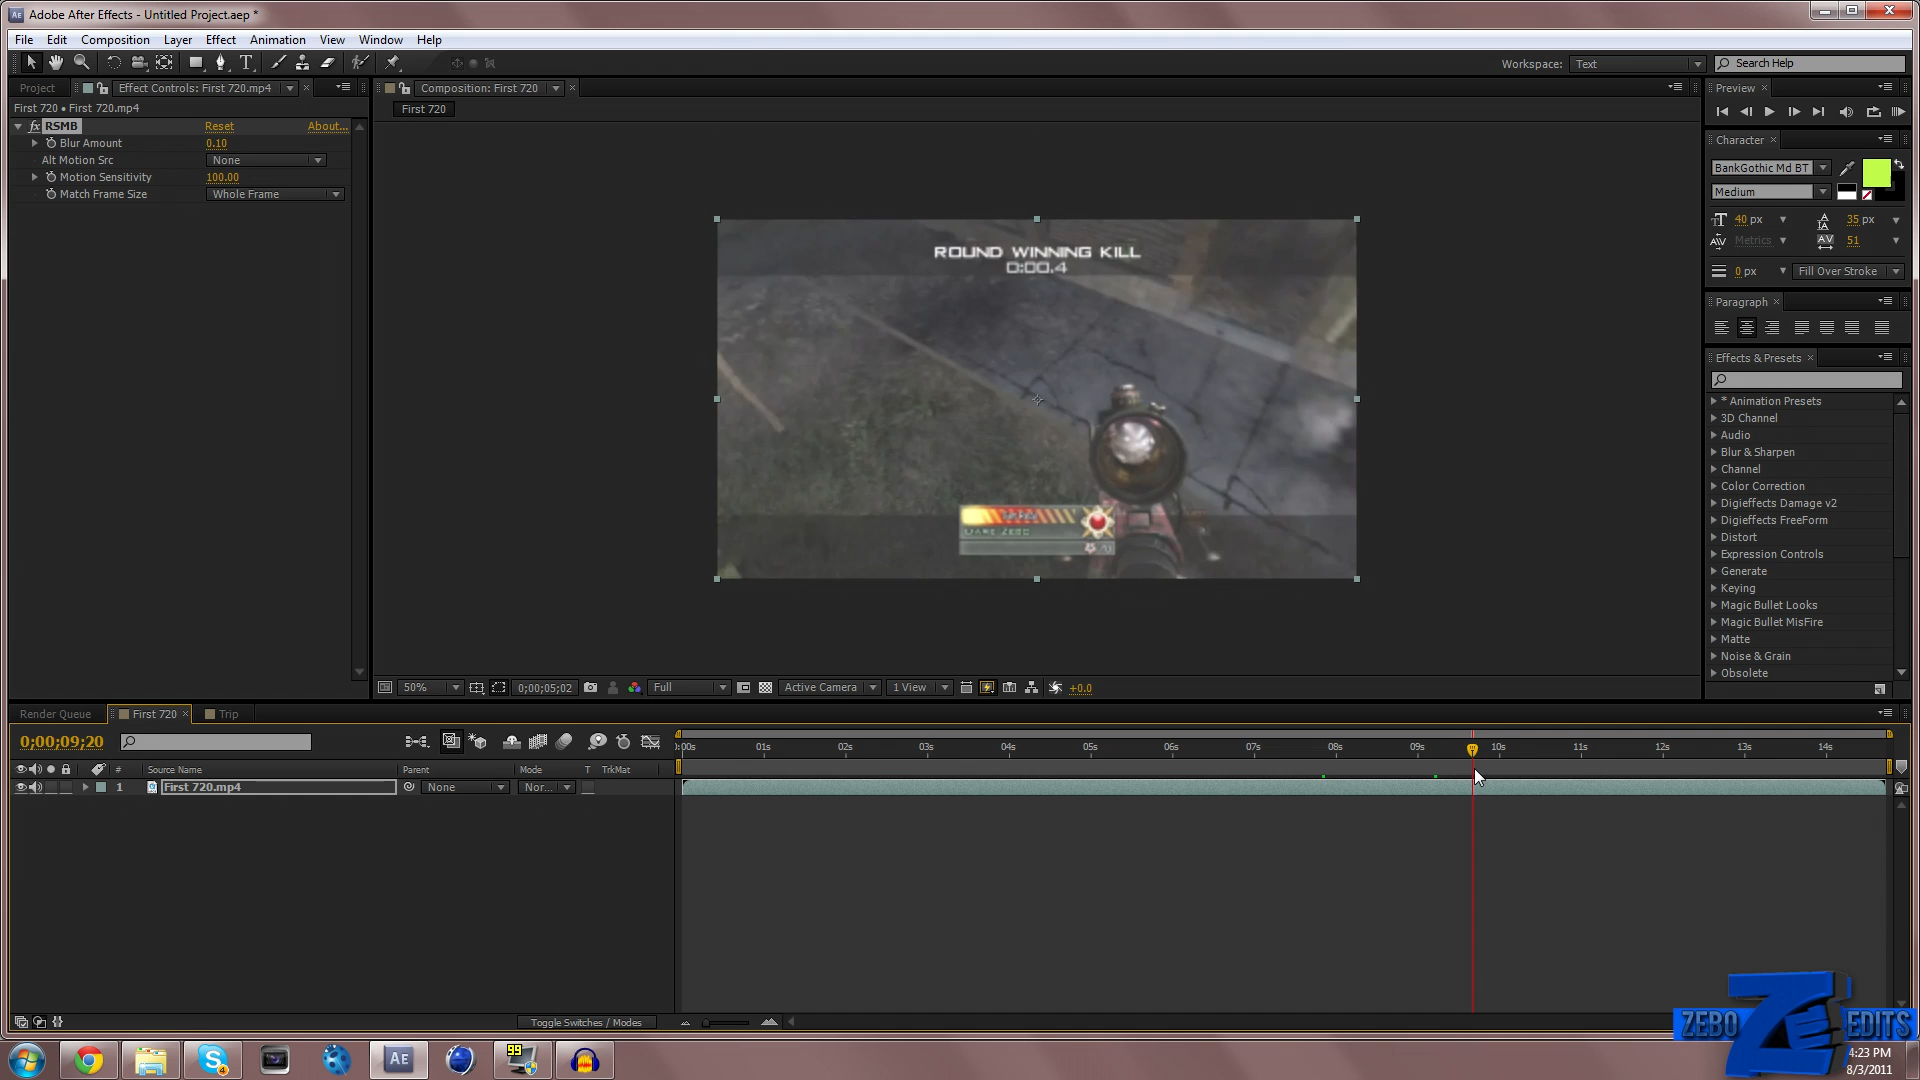 Adobe After Effects - Untitled Project.aep *
File Edit Composition Layer Effect Animation View Window Help
Workspace: Text Search Help
Project Effect Controls: First 720.mp4 Composition: First 720 Preview
First 720 • First 720.mp4 First 720
fx RSMB Reset About...
Blur Amount 0.10
Alt Motion Src None
Motion Sensitivity 100.00
Match Frame Size Whole Frame
ROUND WINNING KILL
0:00.4
Character
BankGothic Md BT
Medium
40 px 35 px
Metrics 51
0 px Fill Over Stroke
Paragraph
Effects & Presets
* Animation Presets
3D Channel
Audio
Blur & Sharpen
Channel
Color Correction
Digieffects Damage v2
Digieffects FreeForm
Distort
Expression Controls
Generate
Keying
Magic Bullet Looks
Magic Bullet MisFire
Matte
Noise & Grain
Obsolete
50% 0;00;05;02 Full Active Camera 1 View +0.0
Render Queue First 720 Trip
0;00;09;20
:00s 01s 02s 03s 04s 05s 06s 07s 08s 09s 10s 11s 12s 13s 14s
# Source Name Parent Mode T TrkMat
1 First 720.mp4 None Nor...
Toggle Switches / Modes
ZEBO EDITS
4 Ae 99
4:23 PM
8/3/2011